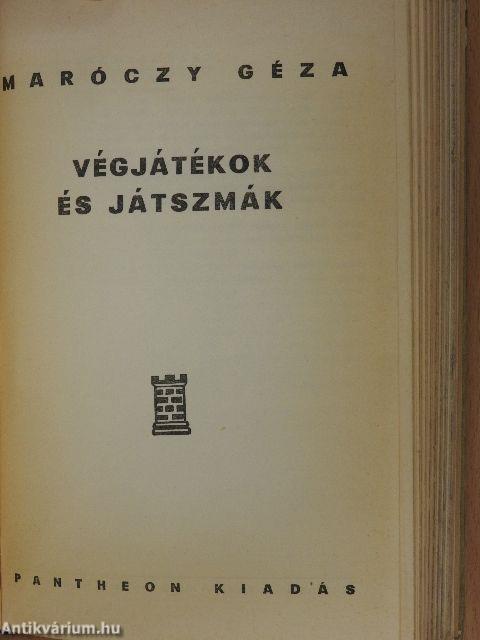 MARÓCZY GÉZA
VÉGJÁTÉKOK
ÉS JÁTSZMÁK
PANTHEON KIADÁS
Antikvárium.hu